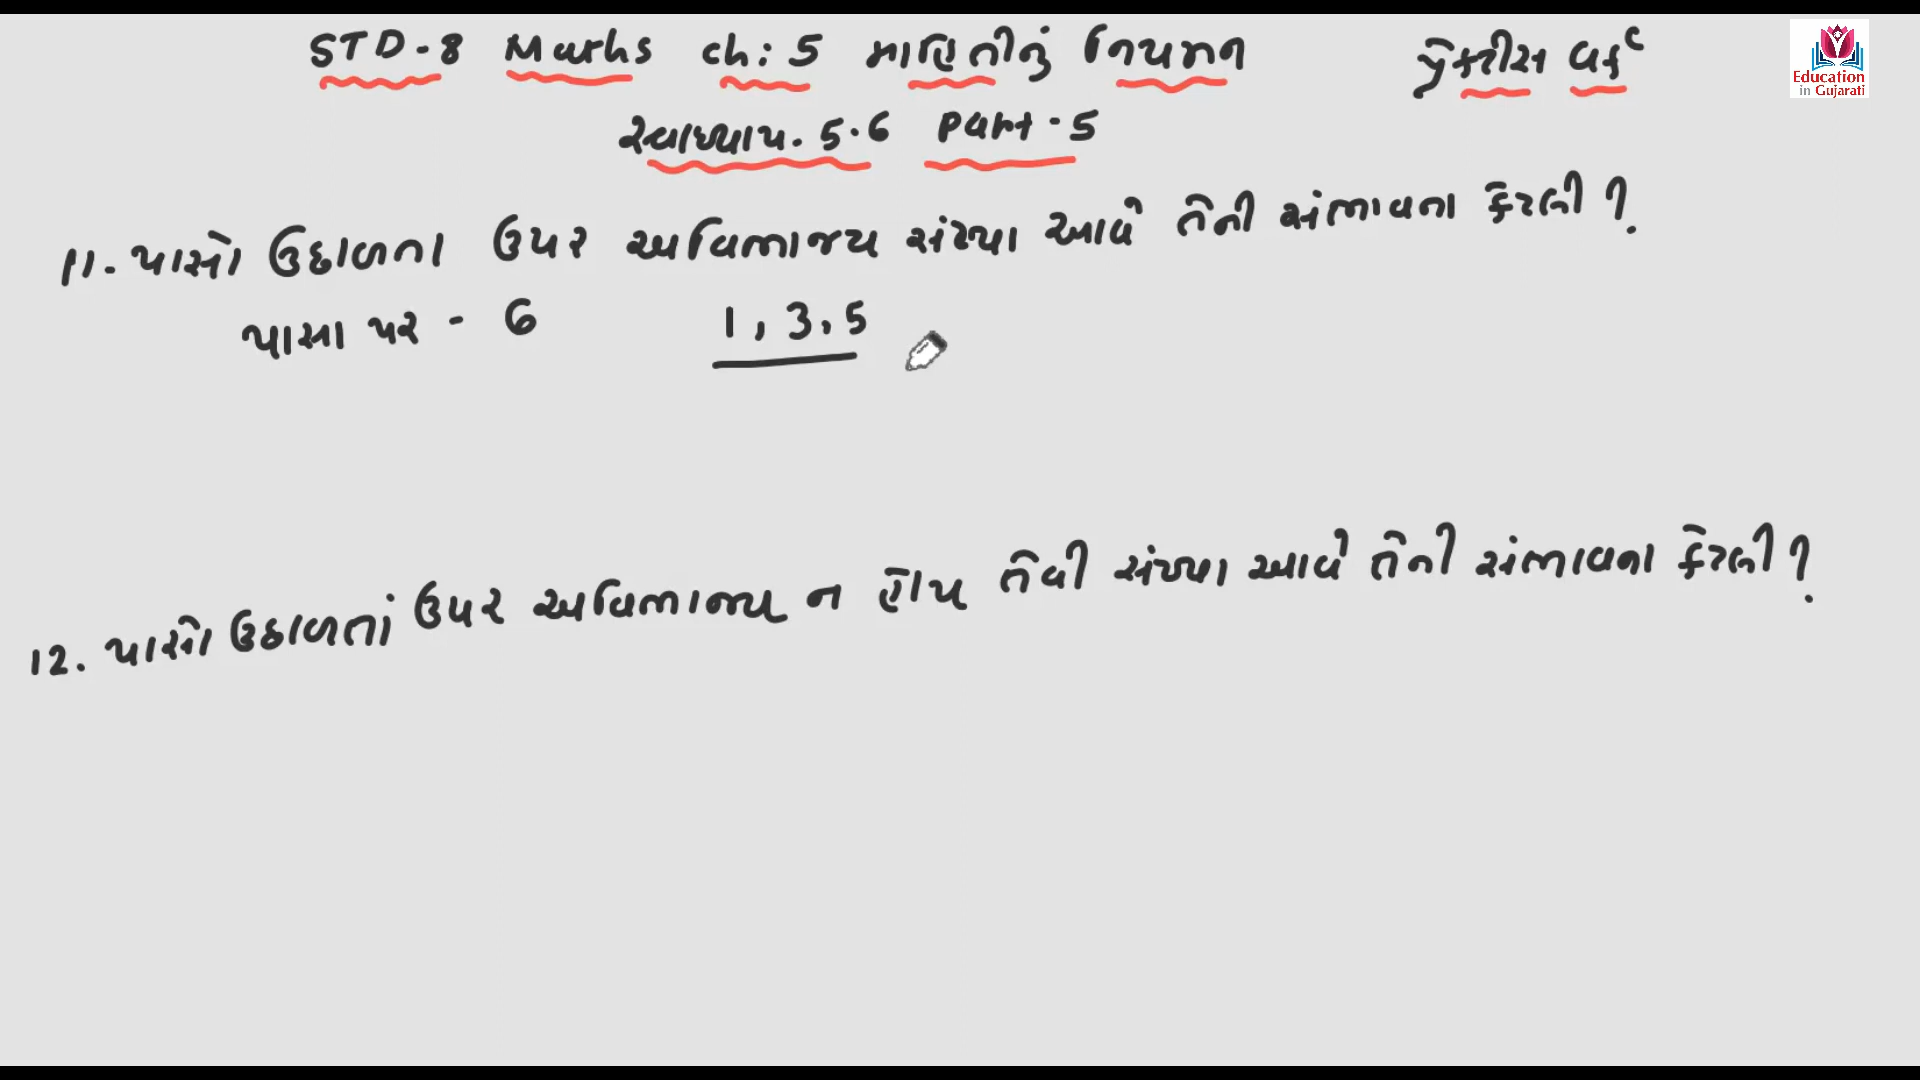 STD-8 Maths ch: 5 માહિતીનું નિયમન
પ્રેક્ટીસ વર્ક
Education
in Gujarati
સ્વાધ્યાય. 5.6 Part-5
11. પાસો ઉછાળતા ઉપર અવિભાજ્ય સંખ્યા આવે તેની સંભાવના કેટલી ?
પાસા પર - 6 1, 3, 5
12. પાસો ઉછાળતાં ઉપર અવિભાજ્ય ન હોય તેવી સંખ્યા આવે તેની સંભાવના કેટલી ?